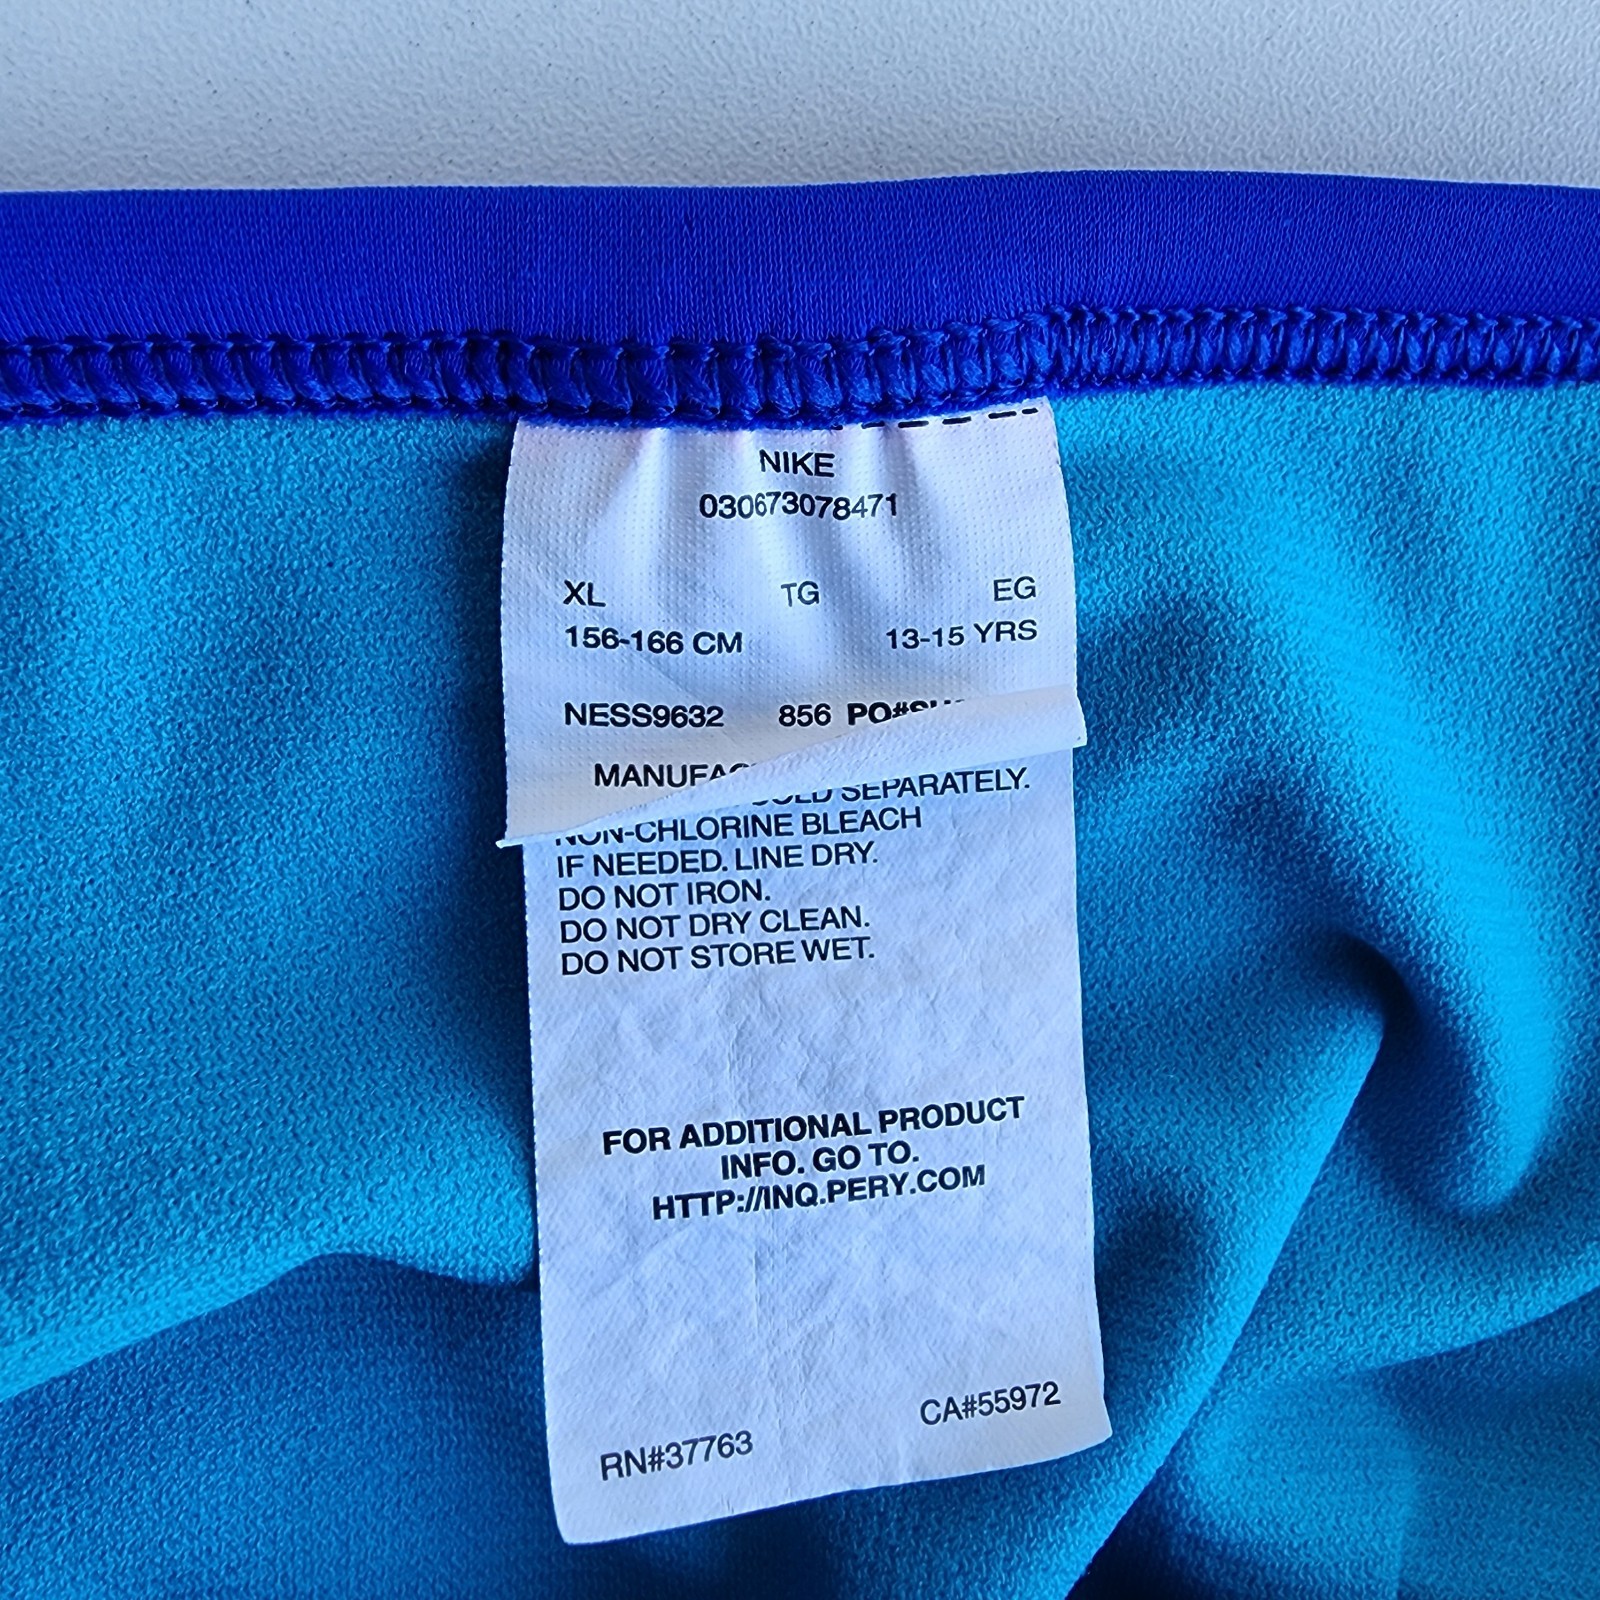 NIKE
030673078471
XL TG EG
156-166 CM 13-15 YRS
NESS9632 856
SEPARATELY.
NON-CHLORINE BLEACH
IF NEEDED. LINE DRY.
DO NOT IRON.
DO NOT DRY CLEAN.
DO NOT STORE WET.
FOR ADDITIONAL PRODUCT
INFO. GO TO.
HTTP://INQ.PERY.COM
CA#55972
RN#37763